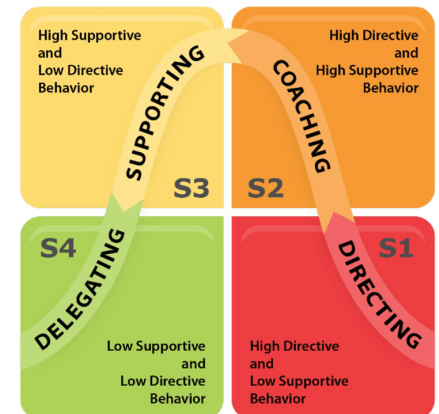 High Supportive
and
Low Directive
Behavior
SUPPORTING
S3
High Directive
and
High Supportive
Behavior
COACHING
S2
S4
DELEGATING
Low Supportive
and
Low Directive
Behavior
S1
DIRECTING
High Directive
and
Low Supportive
Behavior